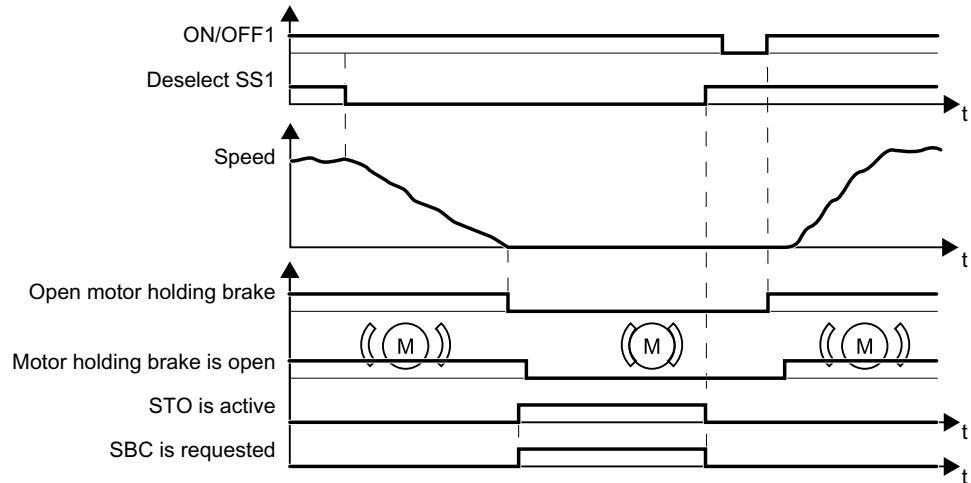 ON/OFF1
Deselect SS1
t
Speed
t
Open motor holding brake
M M M
Motor holding brake is open
STO is active
t
SBC is requested
t